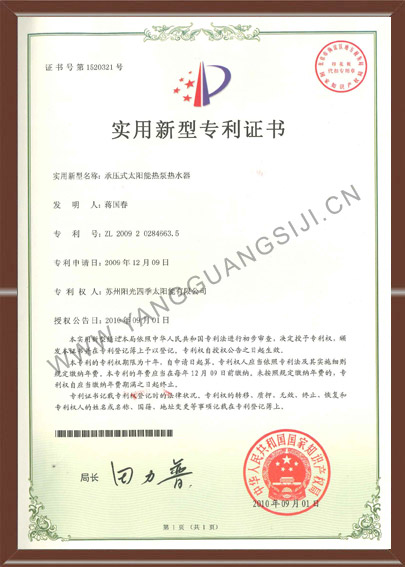 证书号第1520321号
实用新型专利证书
实用新型名称：承压式太阳能热泵热水器
发 明 人：蒋国春
专 利 号：ZL 2009 2 0284663.5
专利申请日：2009年12月09日
专 利 权 人：苏州阳光四季太阳能有限公司
授权公告日：2010年09月01日
本实用新型经过本局依照中华人民共和国专利法进行初步审查，决定授予专利权，颁
发本证书并在专利登记簿上予以登记。专利权自授权公告之日起生效。
本专利的专利权期限为十年，自申请日起算。专利权人应当依照专利法及其实施细则
规定缴纳年费。本专利的年费应当在每年12月09日前缴纳。未按照规定缴纳年费的，专
利权自应当缴纳年费期满之日起终止。
专利证书记载专利权登记时的法律状况。专利权的转移、质押、无效、终止、恢复和
专利权人的姓名或名称、国籍、地址变更等事项记载在专利登记簿上。
局长 田力普
中华人民共和国国家知识产权局
2010年09月01日
第1页（共1页）
WWW.YANGGUANGSIJI.CN